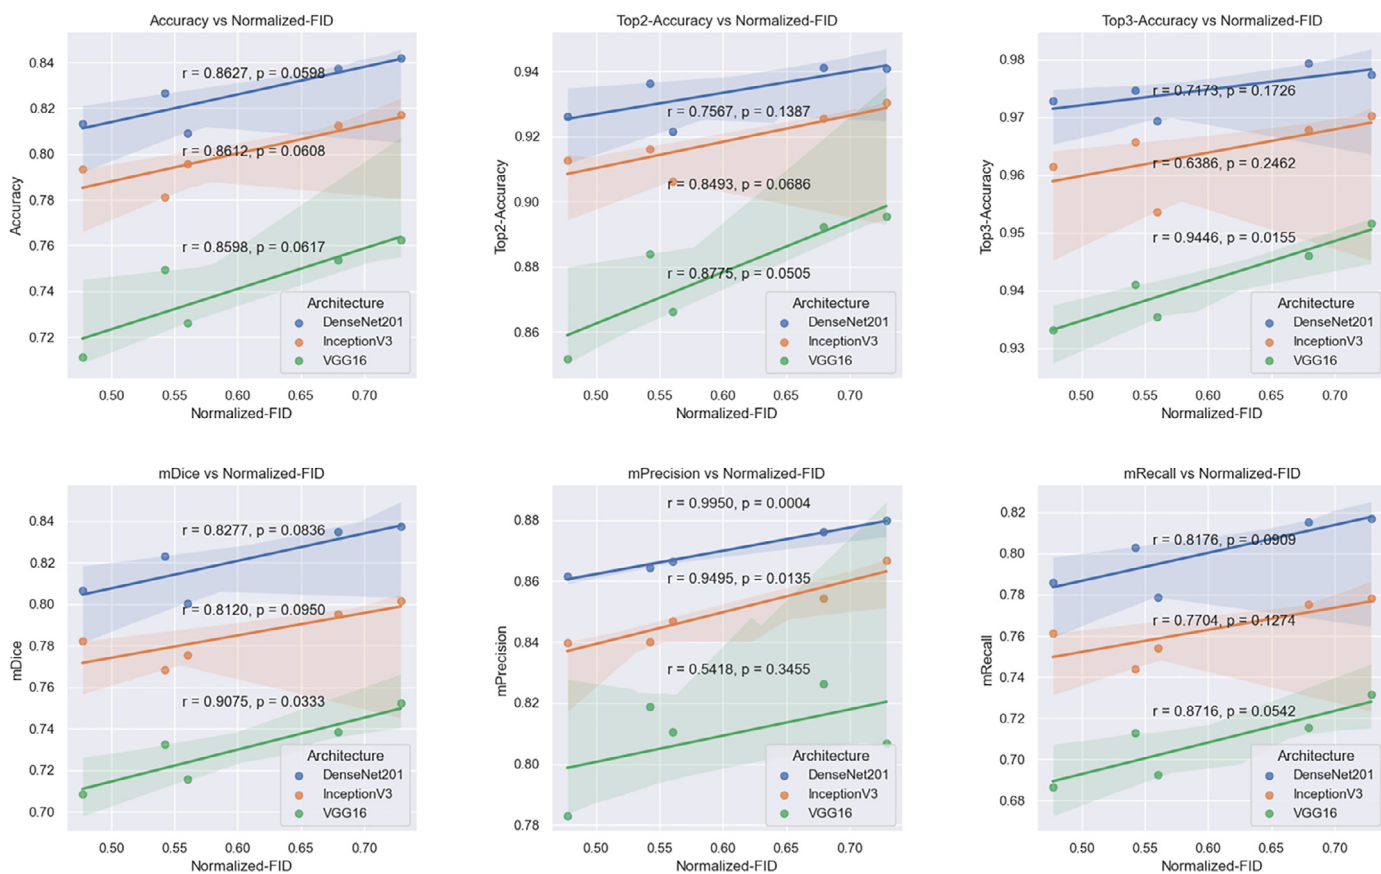 Accuracy vs Normalized-FID
0.84
0.82
0.80
0.78
0.76
0.74
0.72
Accuracy
r = 0.8627, p = 0.0598
r = 0.8612, p = 0.0608
r = 0.8598, p = 0.0617
Architecture
DenseNet201
InceptionV3
VGG16
0.50 0.55 0.60 0.65 0.70
Normalized-FID
Top2-Accuracy vs Normalized-FID
0.94
0.92
0.90
0.88
0.86
Top2-Accuracy
r = 0.7567, p = 0.1387
r = 0.8493, p = 0.0686
r = 0.8775, p = 0.0505
Architecture
DenseNet201
InceptionV3
VGG16
0.50 0.55 0.60 0.65 0.70
Normalized-FID
Top3-Accuracy vs Normalized-FID
0.98
0.97
0.96
0.95
0.94
0.93
Top3-Accuracy
r = 0.7173, p = 0.1726
r = 0.6386, p = 0.2462
r = 0.9446, p = 0.0155
Architecture
DenseNet201
InceptionV3
VGG16
0.50 0.55 0.60 0.65 0.70
Normalized-FID
mDice vs Normalized-FID
0.84
0.82
0.80
0.78
0.76
0.74
0.72
0.70
mDice
r = 0.8277, p = 0.0836
r = 0.8120, p = 0.0950
r = 0.9075, p = 0.0333
Architecture
DenseNet201
InceptionV3
VGG16
0.50 0.55 0.60 0.65 0.70
Normalized-FID
mPrecision vs Normalized-FID
0.88
0.86
0.84
0.82
0.80
0.78
mPrecision
r = 0.9950, p = 0.0004
r = 0.9495, p = 0.0135
r = 0.5418, p = 0.3455
Architecture
DenseNet201
InceptionV3
VGG16
0.50 0.55 0.60 0.65 0.70
Normalized-FID
mRecall vs Normalized-FID
0.82
0.80
0.78
0.76
0.74
0.72
0.70
0.68
mRecall
r = 0.8176, p = 0.0909
r = 0.7704, p = 0.1274
r = 0.8716, p = 0.0542
Architecture
DenseNet201
InceptionV3
VGG16
0.50 0.55 0.60 0.65 0.70
Normalized-FID